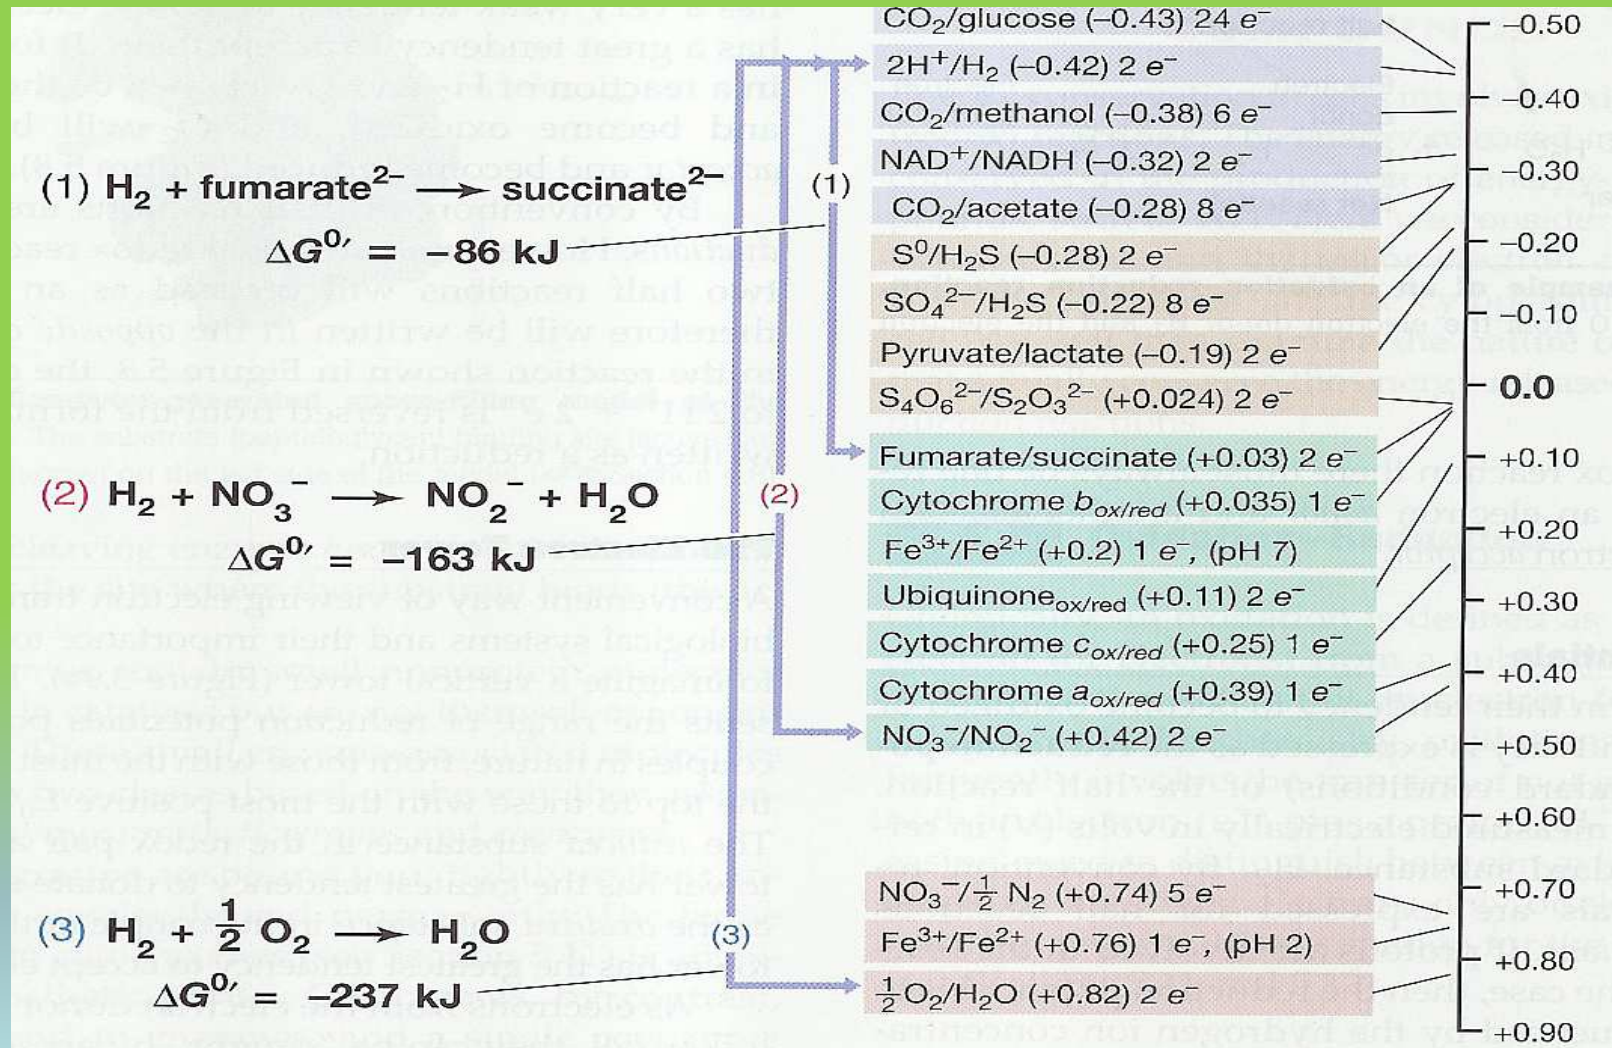 (1) H₂ + fumarate²⁻ ⟶ succinate²⁻
ΔG⁰′ = −86 kJ
(2) H₂ + NO₃⁻ ⟶ NO₂⁻ + H₂O
ΔG⁰′ = −163 kJ
(3) H₂ + ½ O₂ ⟶ H₂O
ΔG⁰′ = −237 kJ
(1)
(2)
(3)
CO₂/glucose (−0.43) 24 e⁻
2H⁺/H₂ (−0.42) 2 e⁻
CO₂/methanol (−0.38) 6 e⁻
NAD⁺/NADH (−0.32) 2 e⁻
CO₂/acetate (−0.28) 8 e⁻
S⁰/H₂S (−0.28) 2 e⁻
SO₄²⁻/H₂S (−0.22) 8 e⁻
Pyruvate/lactate (−0.19) 2 e⁻
S₄O₆²⁻/S₂O₃²⁻ (+0.024) 2 e⁻
Fumarate/succinate (+0.03) 2 e⁻
Cytochrome b ox/red (+0.035) 1 e⁻
Fe³⁺/Fe²⁺ (+0.2) 1 e⁻, (pH 7)
Ubiquinone ox/red (+0.11) 2 e⁻
Cytochrome c ox/red (+0.25) 1 e⁻
Cytochrome a ox/red (+0.39) 1 e⁻
NO₃⁻/NO₂⁻ (+0.42) 2 e⁻
NO₃⁻/½ N₂ (+0.74) 5 e⁻
Fe³⁺/Fe²⁺ (+0.76) 1 e⁻, (pH 2)
½O₂/H₂O (+0.82) 2 e⁻
−0.50
−0.40
−0.30
−0.20
−0.10
0.0
+0.10
+0.20
+0.30
+0.40
+0.50
+0.60
+0.70
+0.80
+0.90